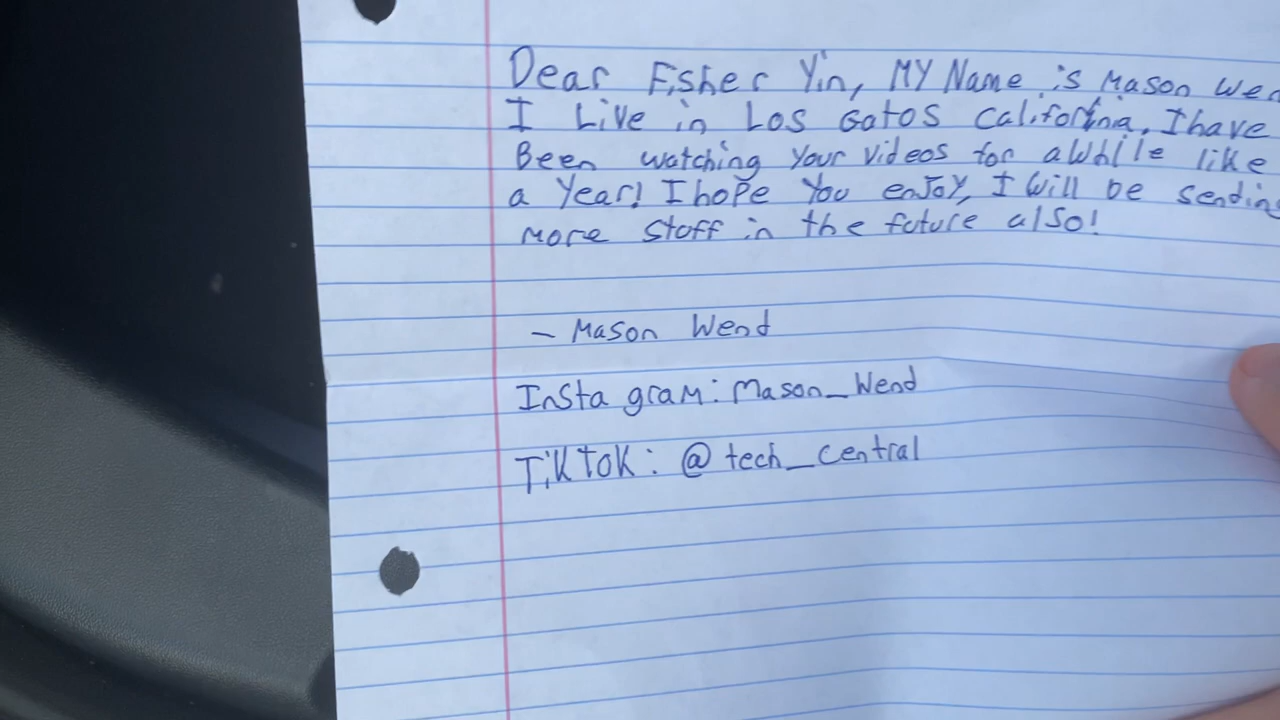 Dear Fisher Yin, MY Name is Mason Wen
I Live in Los Gatos California. I have
Been watching your videos for awhile like
a year! I hope you enjoy, I will be sending
More stuff in the future also!
- Mason Wend
Instagram: Mason_Wend
TikTok: @tech_central